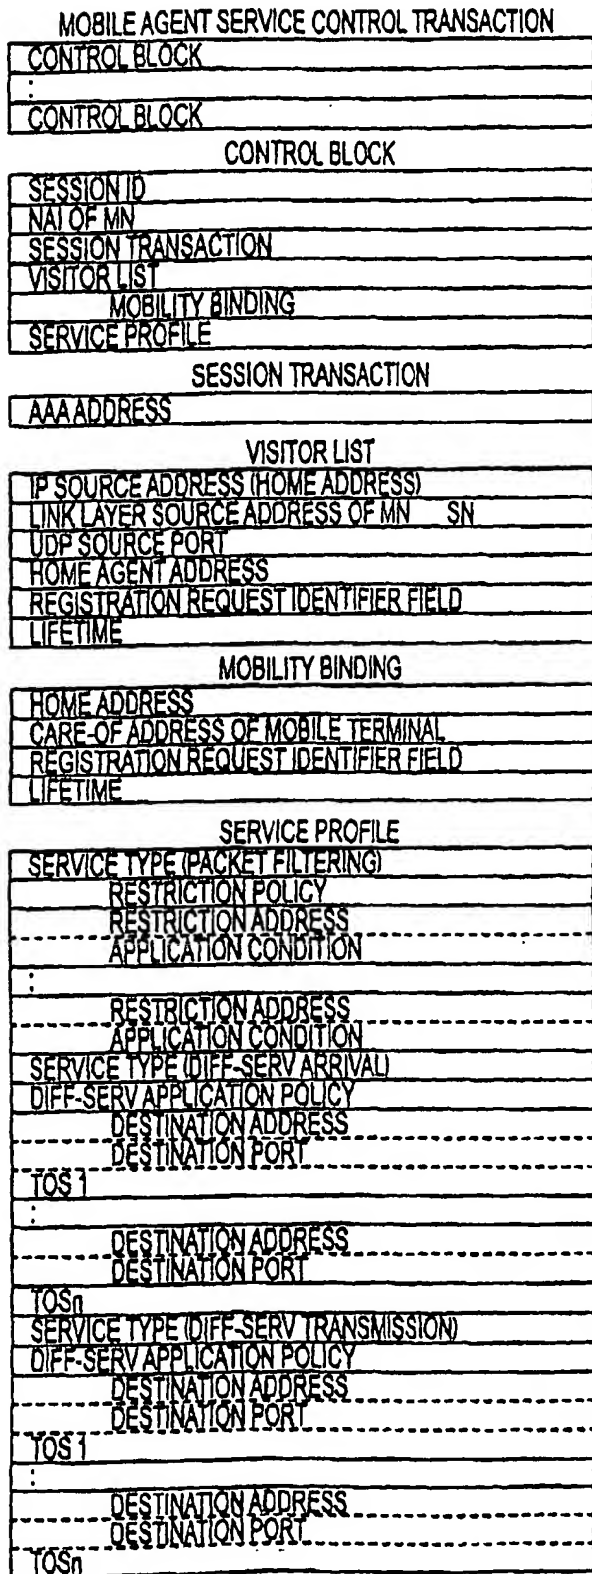 MOBILE AGENT SERVICE CONTROL TRANSACTION
CONTROL BLOCK
:
CONTROL BLOCK
CONTROL BLOCK
SESSION ID
NAI OF MN
SESSION TRANSACTION
VISITOR LIST
MOBILITY BINDING
SERVICE PROFILE
SESSION TRANSACTION
AAA ADDRESS
VISITOR LIST
IP SOURCE ADDRESS (HOME ADDRESS)
LINK LAYER SOURCE ADDRESS OF MN SN
UDP SOURCE PORT
HOME AGENT ADDRESS
REGISTRATION REQUEST IDENTIFIER FIELD
LIFETIME
MOBILITY BINDING
HOME ADDRESS
CARE-OF ADDRESS OF MOBILE TERMINAL
REGISTRATION REQUEST IDENTIFIER FIELD
LIFETIME
SERVICE PROFILE
SERVICE TYPE (PACKET FILTERING)
RESTRICTION POLICY
RESTRICTION ADDRESS
APPLICATION CONDITION
:
RESTRICTION ADDRESS
APPLICATION CONDITION
SERVICE TYPE (DIFF-SERV ARRIVAL)
DIFF-SERV APPLICATION POLICY
DESTINATION ADDRESS
DESTINATION PORT
TOS 1
:
DESTINATION ADDRESS
DESTINATION PORT
TOSn
SERVICE TYPE (DIFF-SERV TRANSMISSION)
DIFF-SERV APPLICATION POLICY
DESTINATION ADDRESS
DESTINATION PORT
TOS 1
:
DESTINATION ADDRESS
DESTINATION PORT
TOSn